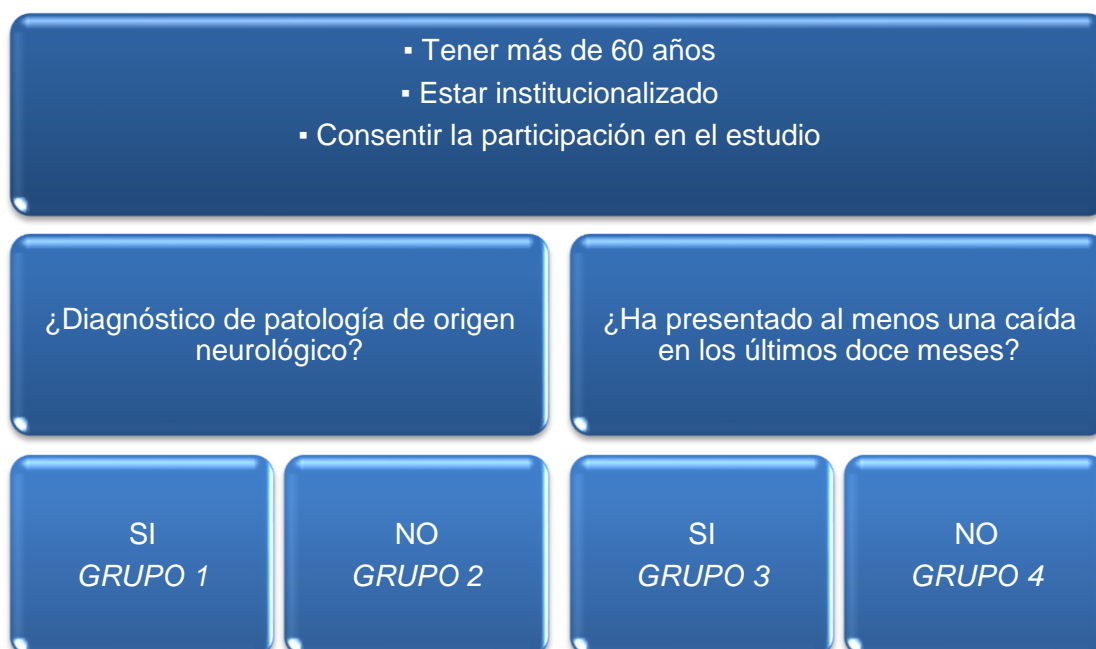 ▪ Tener más de 60 años
▪ Estar institucionalizado
▪ Consentir la participación en el estudio
¿Diagnóstico de patología de origen
neurológico?
¿Ha presentado al menos una caída
en los últimos doce meses?
SI
GRUPO 1
NO
GRUPO 2
SI
GRUPO 3
NO
GRUPO 4